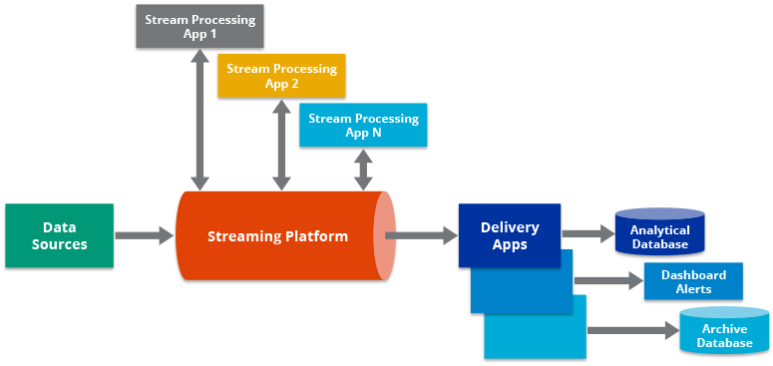 Stream Processing
App 1
Stream Processing
App 2
Stream Processing
App N
Data
Sources
Streaming Platform
Delivery
Apps
Analytical
Database
Dashboard
Alerts
Archive
Database